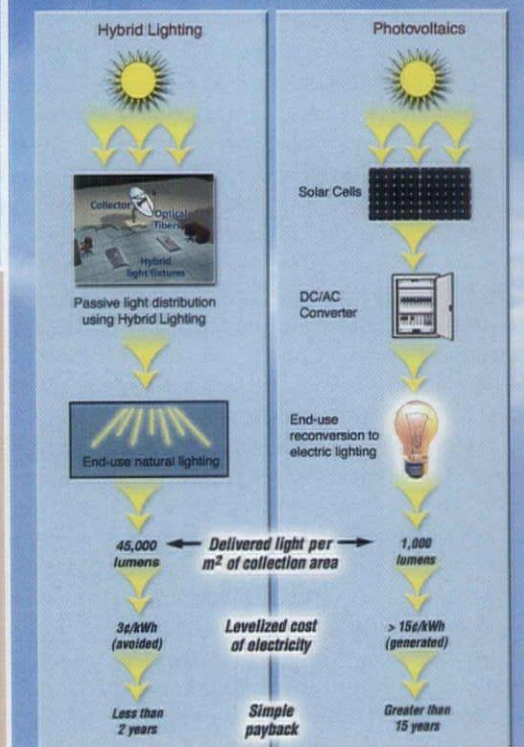 Hybrid Lighting
Collector
Optical
fibers
Hybrid
light fixtures
Passive light distribution
using Hybrid Lighting
End-use natural lighting
45,000
lumens
3¢/kWh
(avoided)
Less than
2 years
Delivered light per
m² of collection area
Levelized cost
of electricity
Simple
payback
Photovoltaics
Solar Cells
DC/AC
Converter
End-use
reconversion to
electric lighting
1,000
lumens
> 15¢/kWh
(generated)
Greater than
15 years